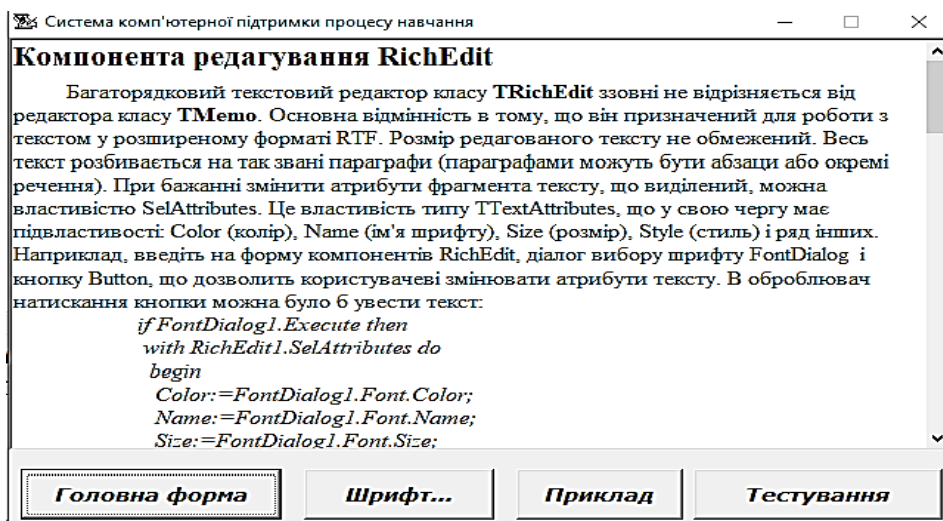 Система комп'ютерної підтримки процесу навчання
Компонента редагування RichEdit
Багаторядковий текстовий редактор класу TRichEdit ззовні не відрізняється від
редактора класу TMemo. Основна відмінність в тому, що він призначений для роботи з
текстом у розширеному форматі RTF. Розмір редагованого тексту не обмежений. Весь
текст розбивається на так звані параграфи (параграфами можуть бути абзаци або окремі
речення). При бажанні змінити атрибути фрагмента тексту, що виділений, можна
властивістю SelAttributes. Це властивість типу TTextAttributes, що у свою чергу має
підвластивості: Color (колір), Name (ім'я шрифту), Size (розмір), Style (стиль) і ряд інших.
Наприклад, введіть на форму компонентів RichEdit, діалог вибору шрифту FontDialog і
кнопку Button, що дозволить користувачеві змінювати атрибути тексту. В оброблювач
натискання кнопки можна було б увести текст:
if FontDialog1.Execute then
with RichEdit1.SelAttributes do
begin
Color:=FontDialog1.Font.Color;
Name:=FontDialog1.Font.Name;
Size:=FontDialog1.Font.Size;
Головна форма Шрифт... Приклад Тестування